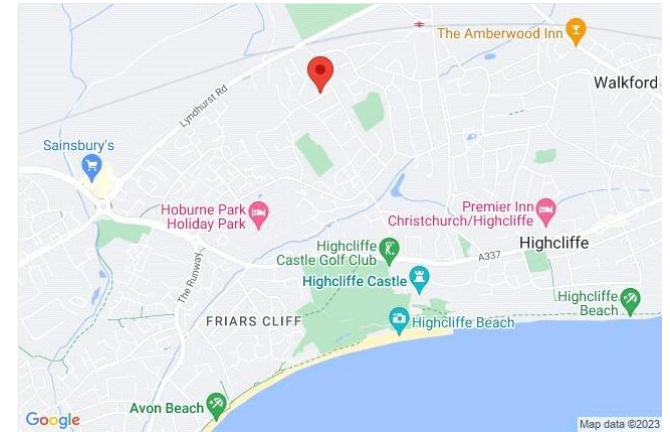 The Amberwood Inn
Walkford
Lyndhurst Rd
Sainsbury's
Hoburne Park
Holiday Park
Premier Inn
Christchurch/Highcliffe
Highcliffe
Castle Golf Club
Highcliffe
A337
Highcliffe Castle
The Runway
Highcliffe
Beach
FRIARS CLIFF
Highcliffe Beach
Avon Beach
Google
Map data ©2023